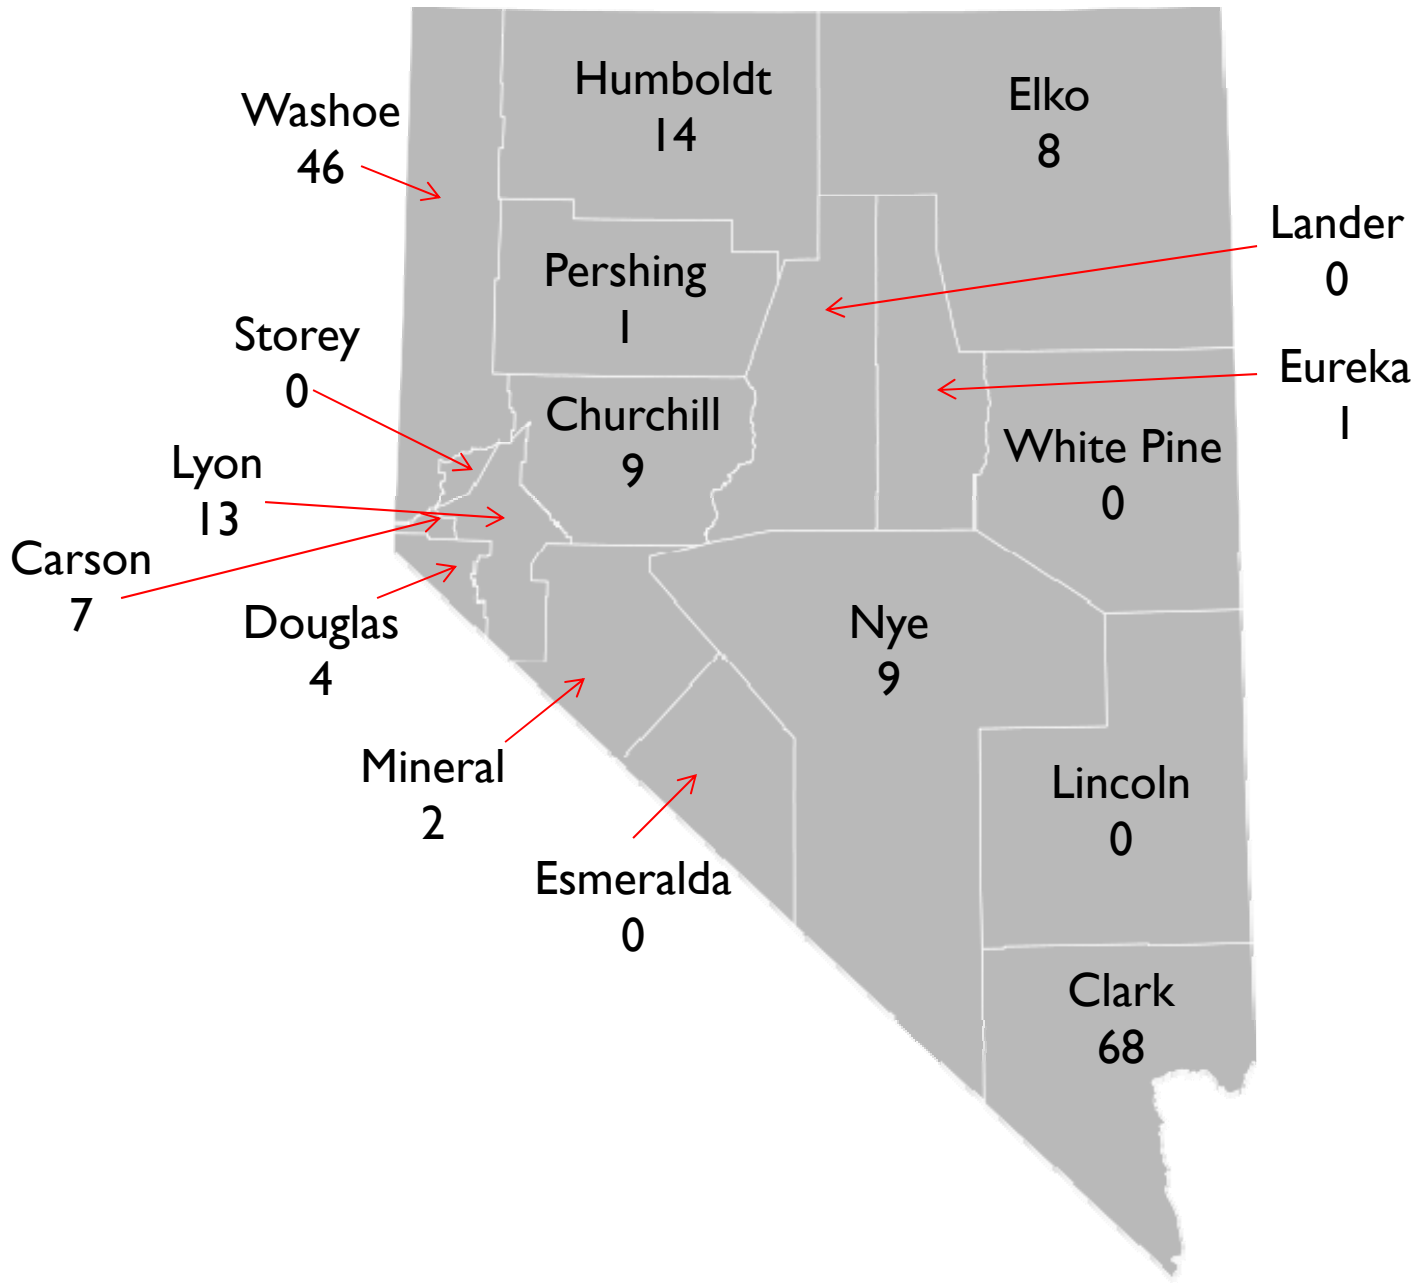 Humboldt
14
Elko
8
Washoe
46
Lander
0
Pershing
1
Storey
0
Eureka
1
Churchill
9
White Pine
0
Lyon
13
Carson
7
Douglas
4
Nye
9
Mineral
2
Lincoln
0
Esmeralda
0
Clark
68